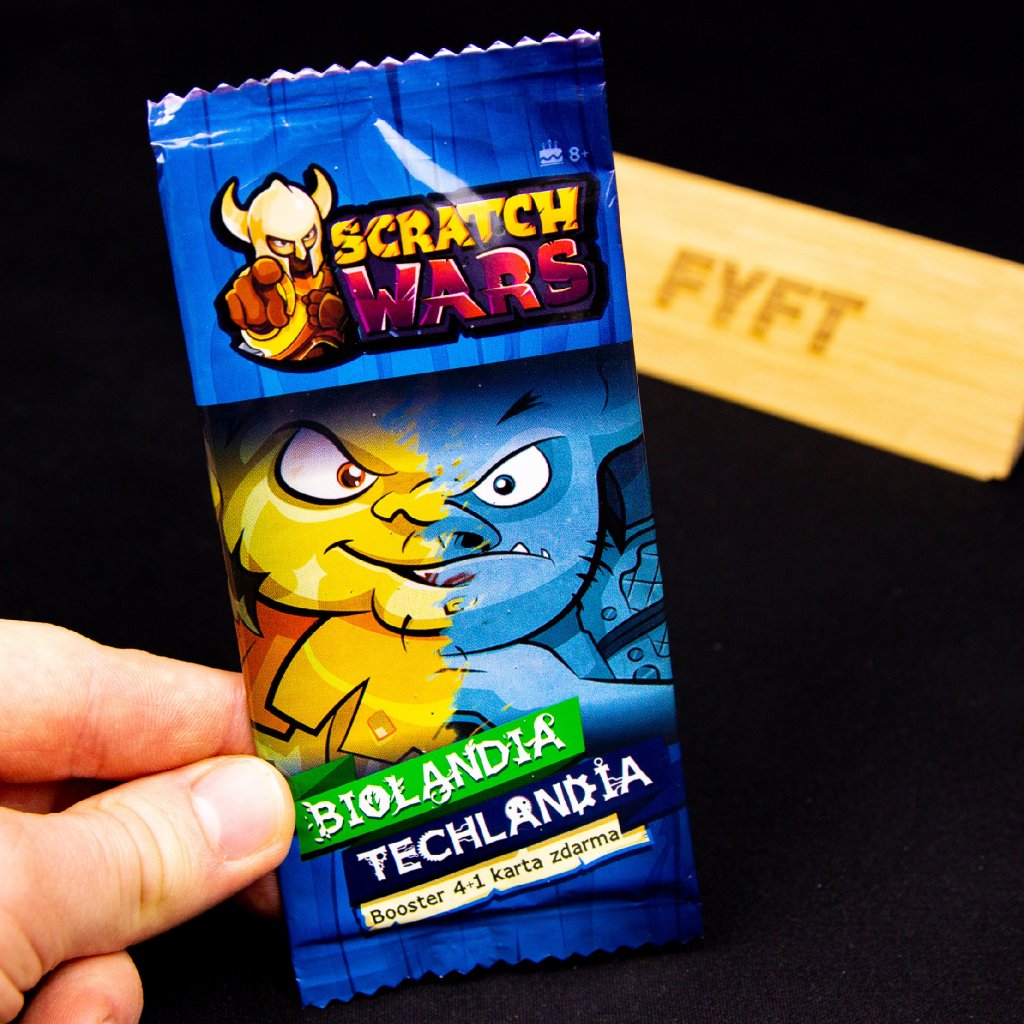 8+
SCRATCH
WARS
FYFT
BIOLANDIA
TECHLANDIA
Booster 4+1 karta zdarma